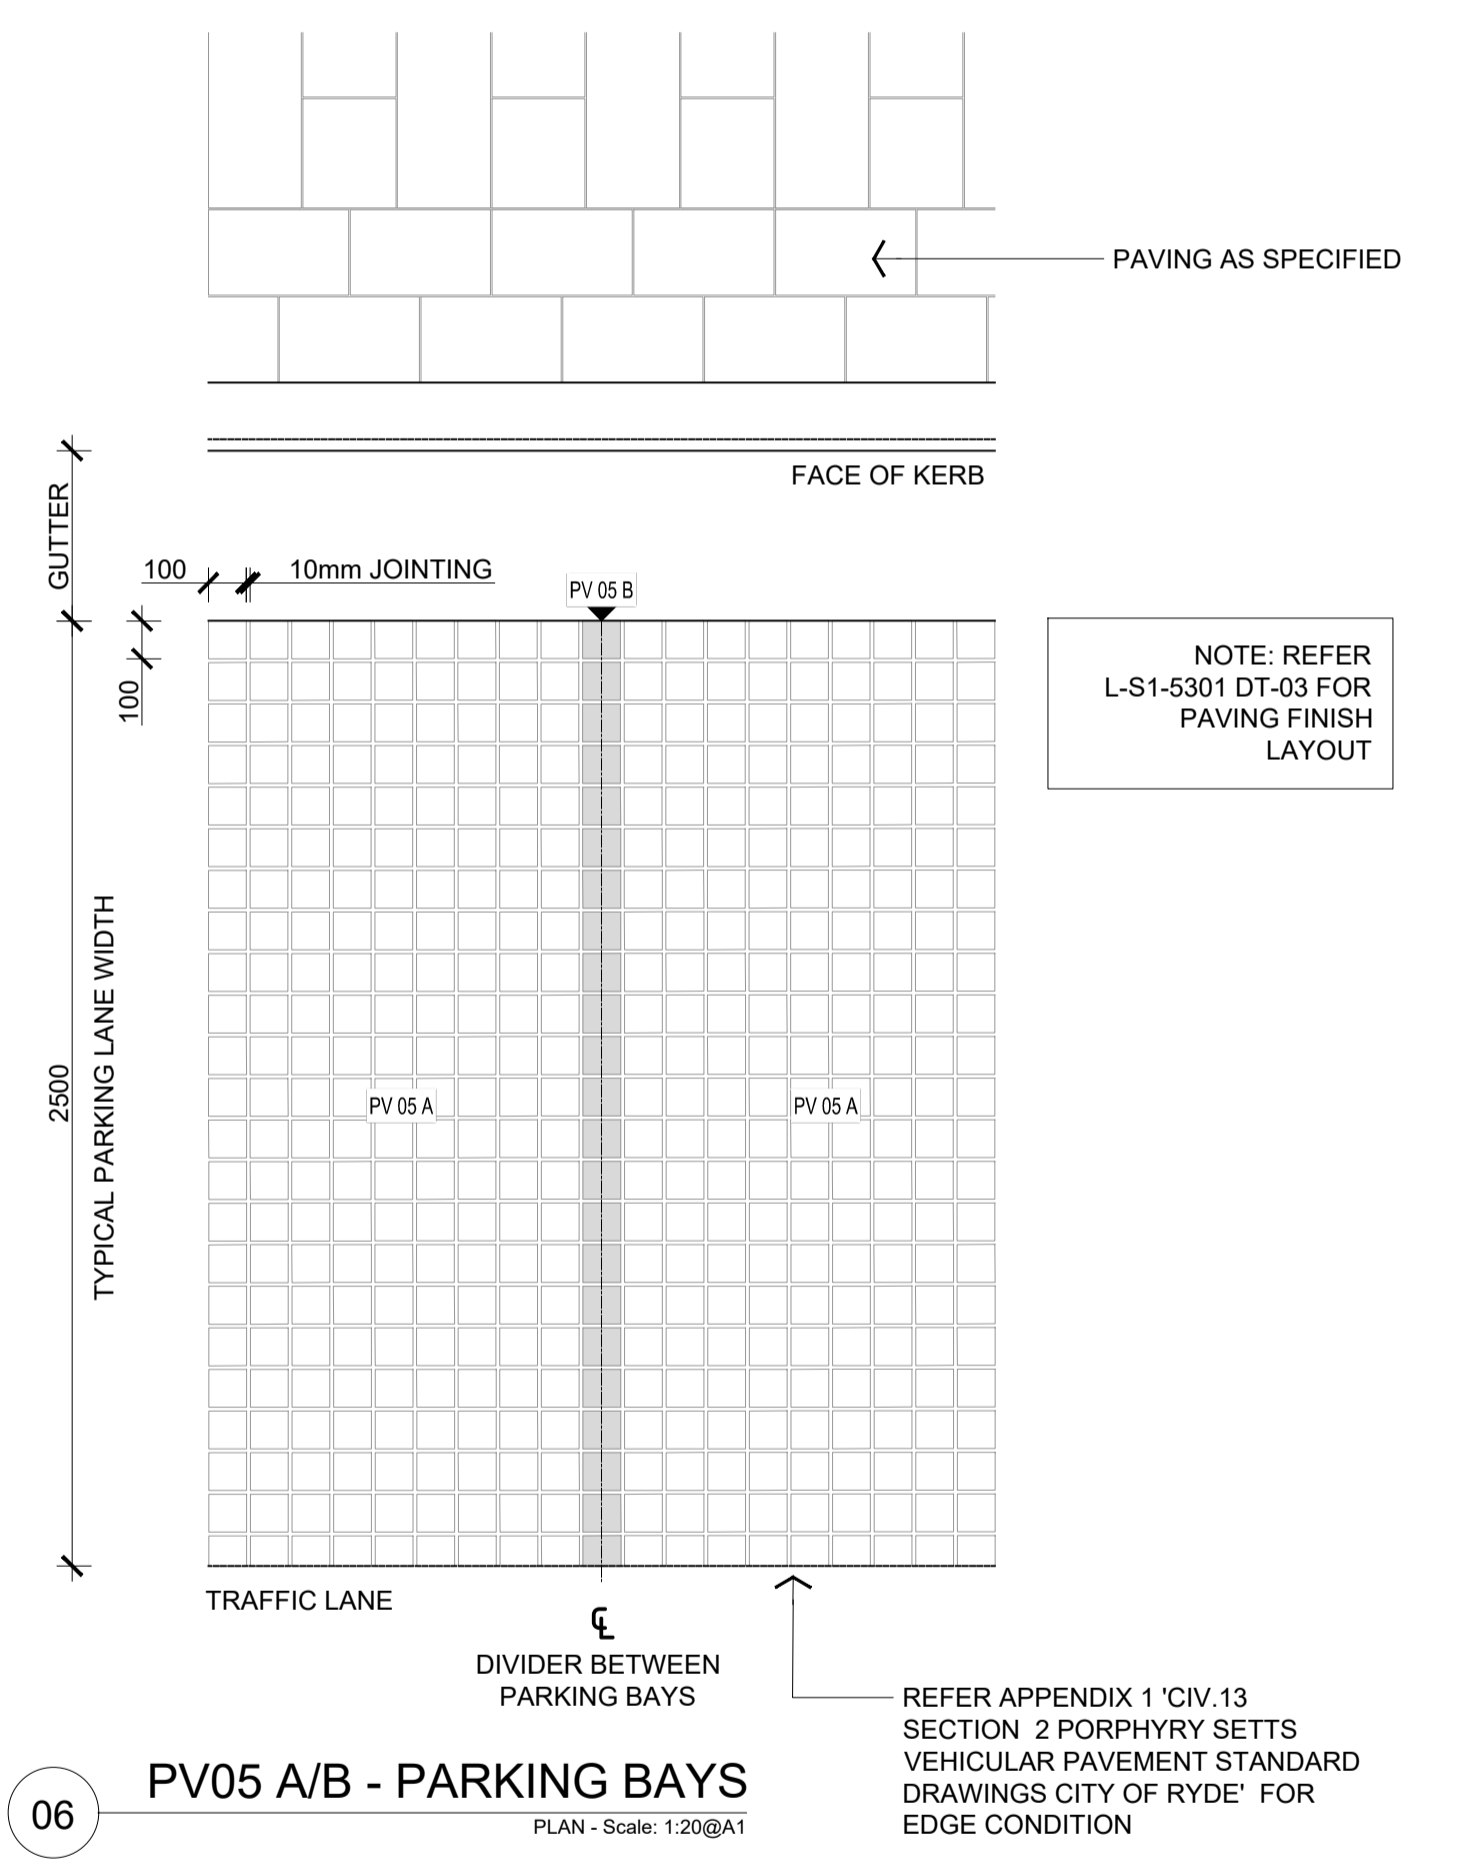 PAVING AS SPECIFIED
FACE OF KERB
GUTTER
100
10mm JOINTING
PV 05 B
100
NOTE: REFER
L-S1-5301 DT-03 FOR
PAVING FINISH
LAYOUT
2500
TYPICAL PARKING LANE WIDTH
PV 05 A
PV 05 A
TRAFFIC LANE
CL
DIVIDER BETWEEN
PARKING BAYS
REFER APPENDIX 1 'CIV.13
SECTION 2 PORPHYRY SETTS
VEHICULAR PAVEMENT STANDARD
DRAWINGS CITY OF RYDE' FOR
EDGE CONDITION
06
PV05 A/B - PARKING BAYS
PLAN - Scale: 1:20@A1